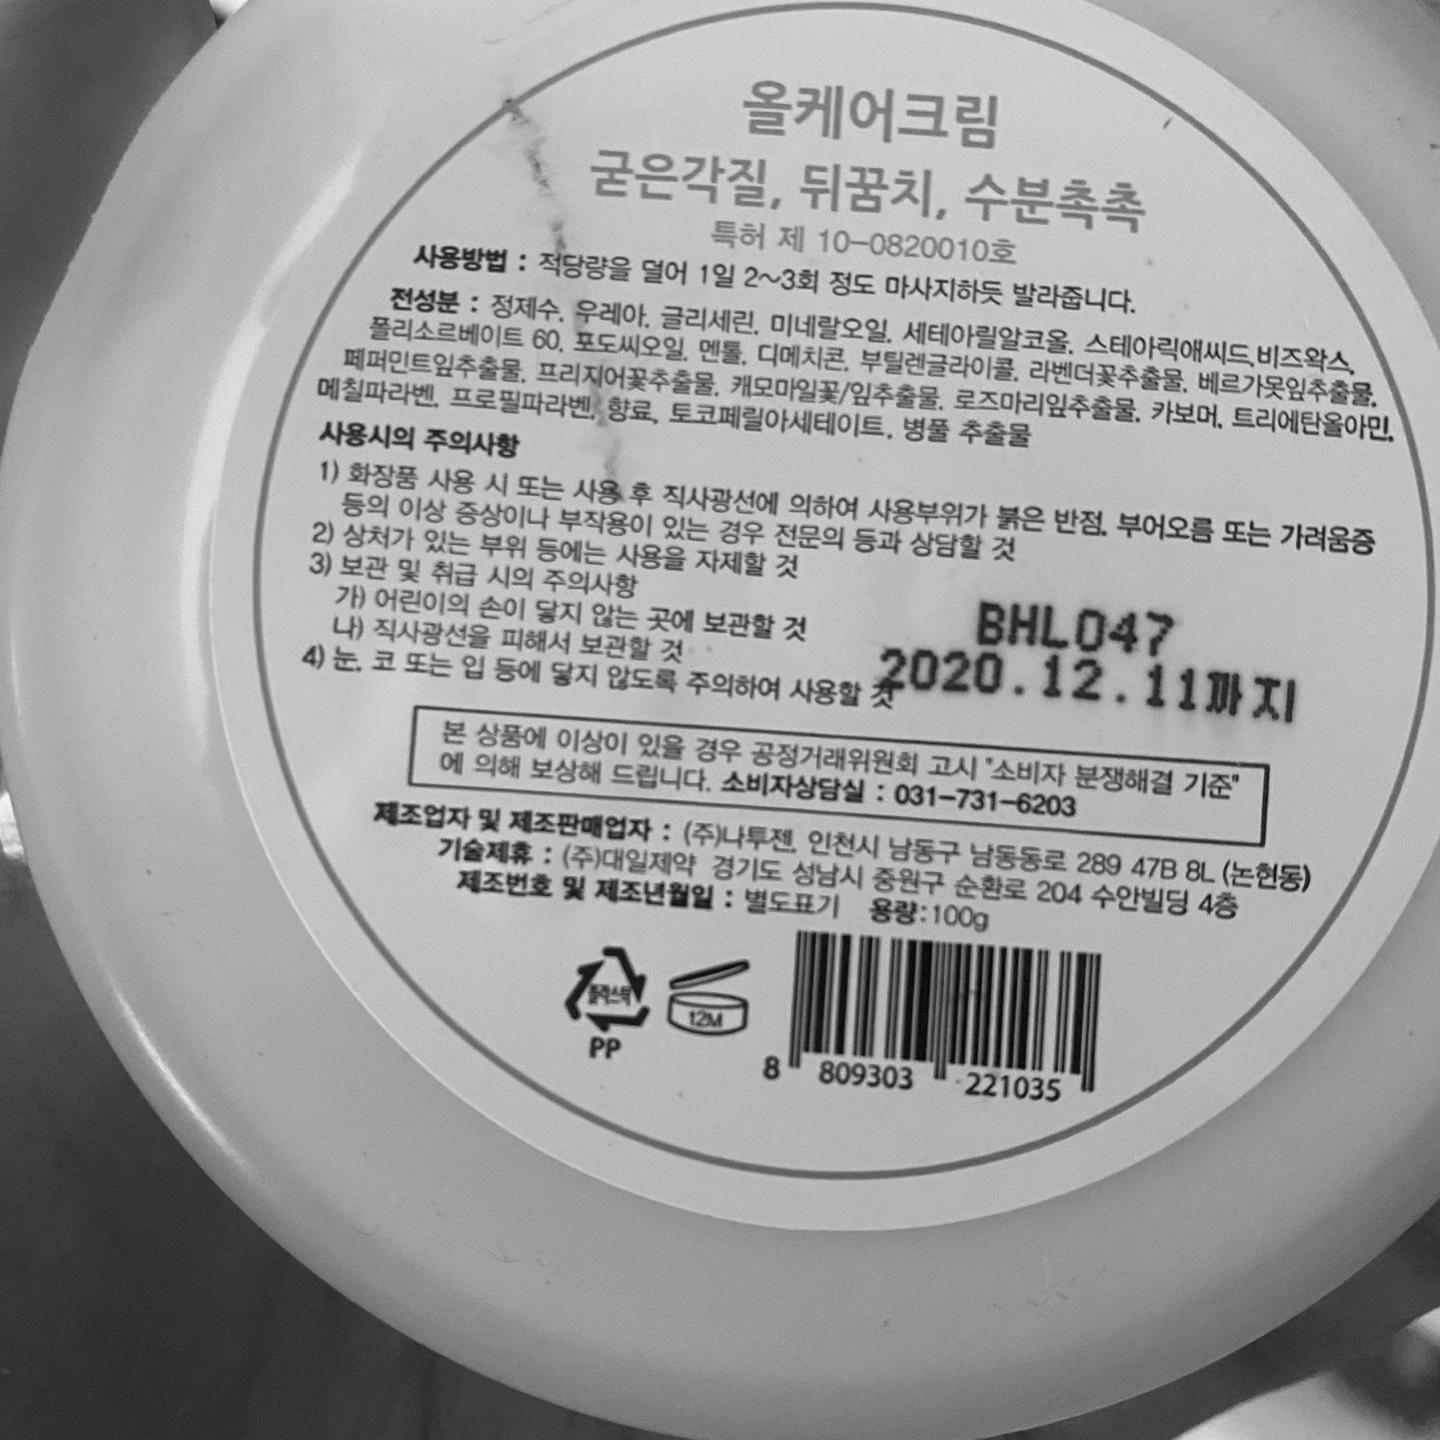 올케어크림
굳은각질, 뒤꿈치, 수분촉촉
특허 제 10-0820010호
사용방법 : 적당량을 덜어 1일 2~3회 정도 마사지하듯 발라줍니다.
전성분 : 정제수, 우레아, 글리세린, 미네랄오일, 세테아릴알코올, 스테아릭애씨드,비즈왁스,
폴리소르베이트 60, 포도씨오일, 멘톨, 디메치콘, 부틸렌글라이콜, 라벤더꽃추출물, 베르가못잎추출물,
페퍼민트잎추출물, 프리지어꽃추출물, 캐모마일꽃/잎추출물, 로즈마리잎추출물, 카보머, 트리에탄올아민,
메칠파라벤, 프로필파라벤, 향료, 토코페릴아세테이트, 병풀 추출물
사용시의 주의사항
1) 화장품 사용 시 또는 사용 후 직사광선에 의하여 사용부위가 붉은 반점, 부어오름 또는 가려움증
등의 이상 증상이나 부작용이 있는 경우 전문의 등과 상담할 것
2) 상처가 있는 부위 등에는 사용을 자제할 것
3) 보관 및 취급 시의 주의사항
가) 어린이의 손이 닿지 않는 곳에 보관할 것
나) 직사광선을 피해서 보관할 것
4) 눈, 코 또는 입 등에 닿지 않도록 주의하여 사용할 것
BHL047
2020.12.11까지
본 상품에 이상이 있을 경우 공정거래위원회 고시 "소비자 분쟁해결 기준"
에 의해 보상해 드립니다. 소비자상담실 : 031-731-6203
제조업자 및 제조판매업자 : (주)나투젠, 인천시 남동구 남동동로 289 47B 8L (논현동)
기술제휴 : (주)대일제약 경기도 성남시 중원구 순환로 204 수안빌딩 4층
제조번호 및 제조년월일 : 별도표기 용량:100g
플라스틱
PP
12M
8 809303 221035